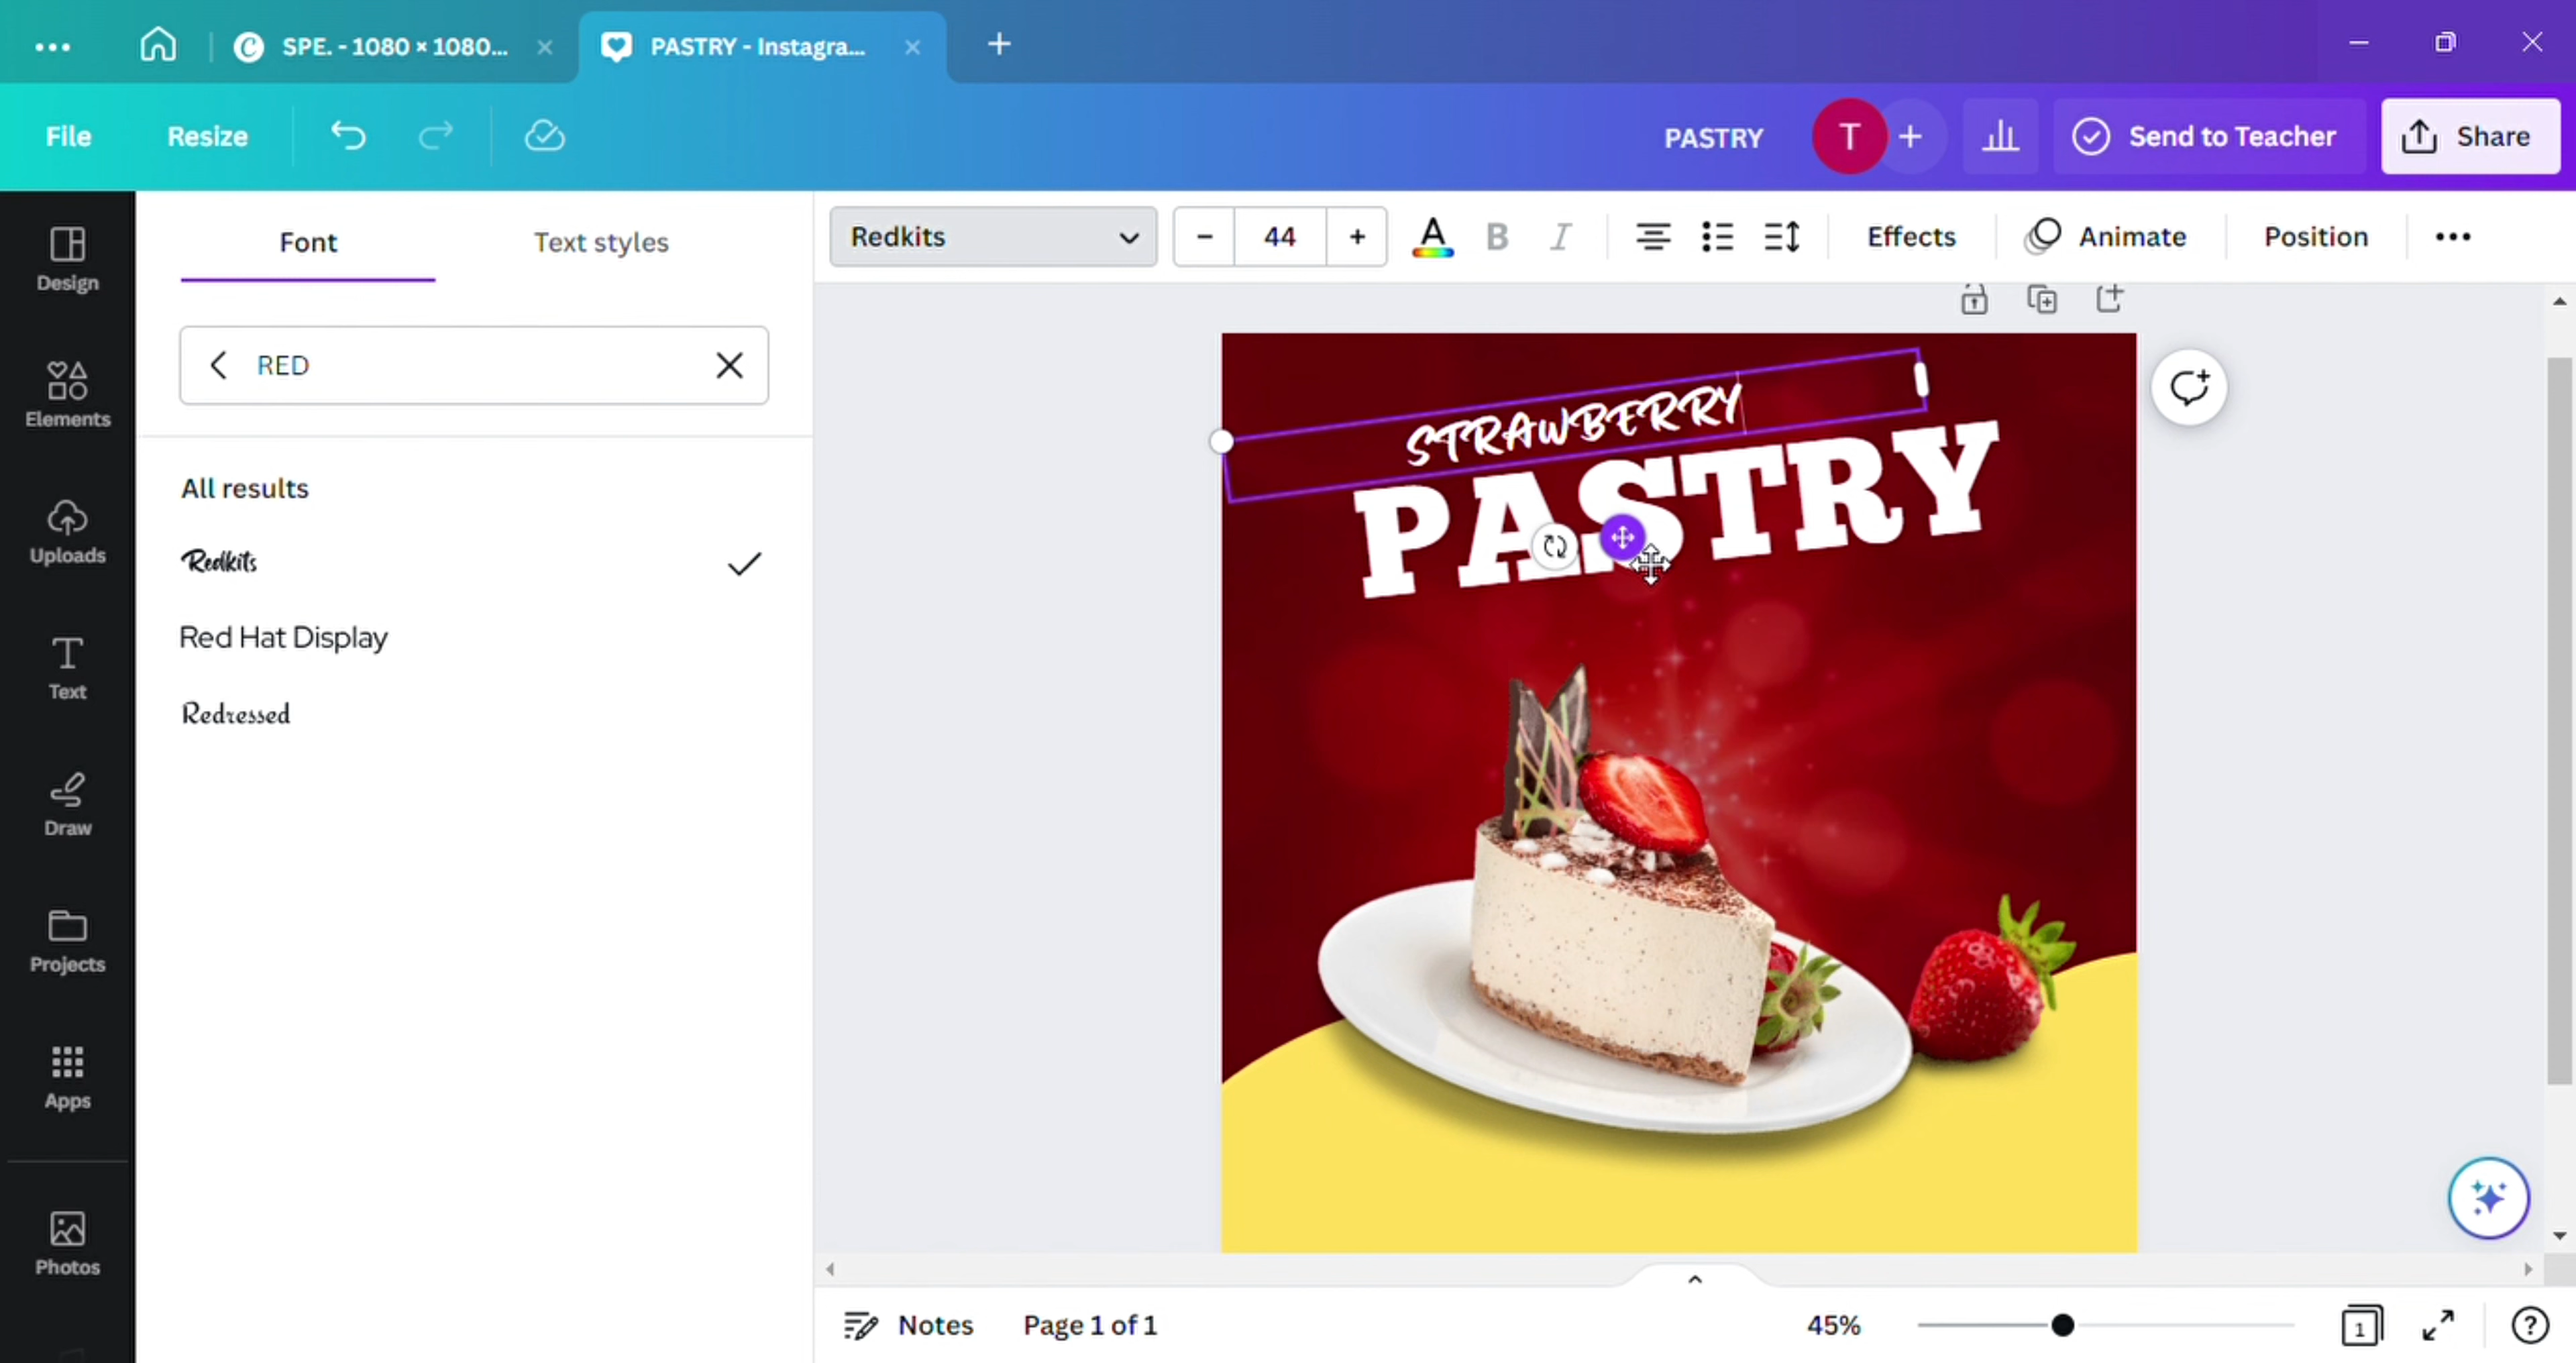 SPE. - 1080 × 1080...
PASTRY - Instagra...
File
Resize
PASTRY
T
Send to Teacher
Share
Design
Elements
Uploads
Text
Draw
Projects
Apps
Photos
Font
Text styles
RED
All results
Redkits
Red Hat Display
Redressed
Redkits
44
A
B
I
Effects
Animate
Position
STRAWBERRY
PASTRY
Notes
Page 1 of 1
45%
1